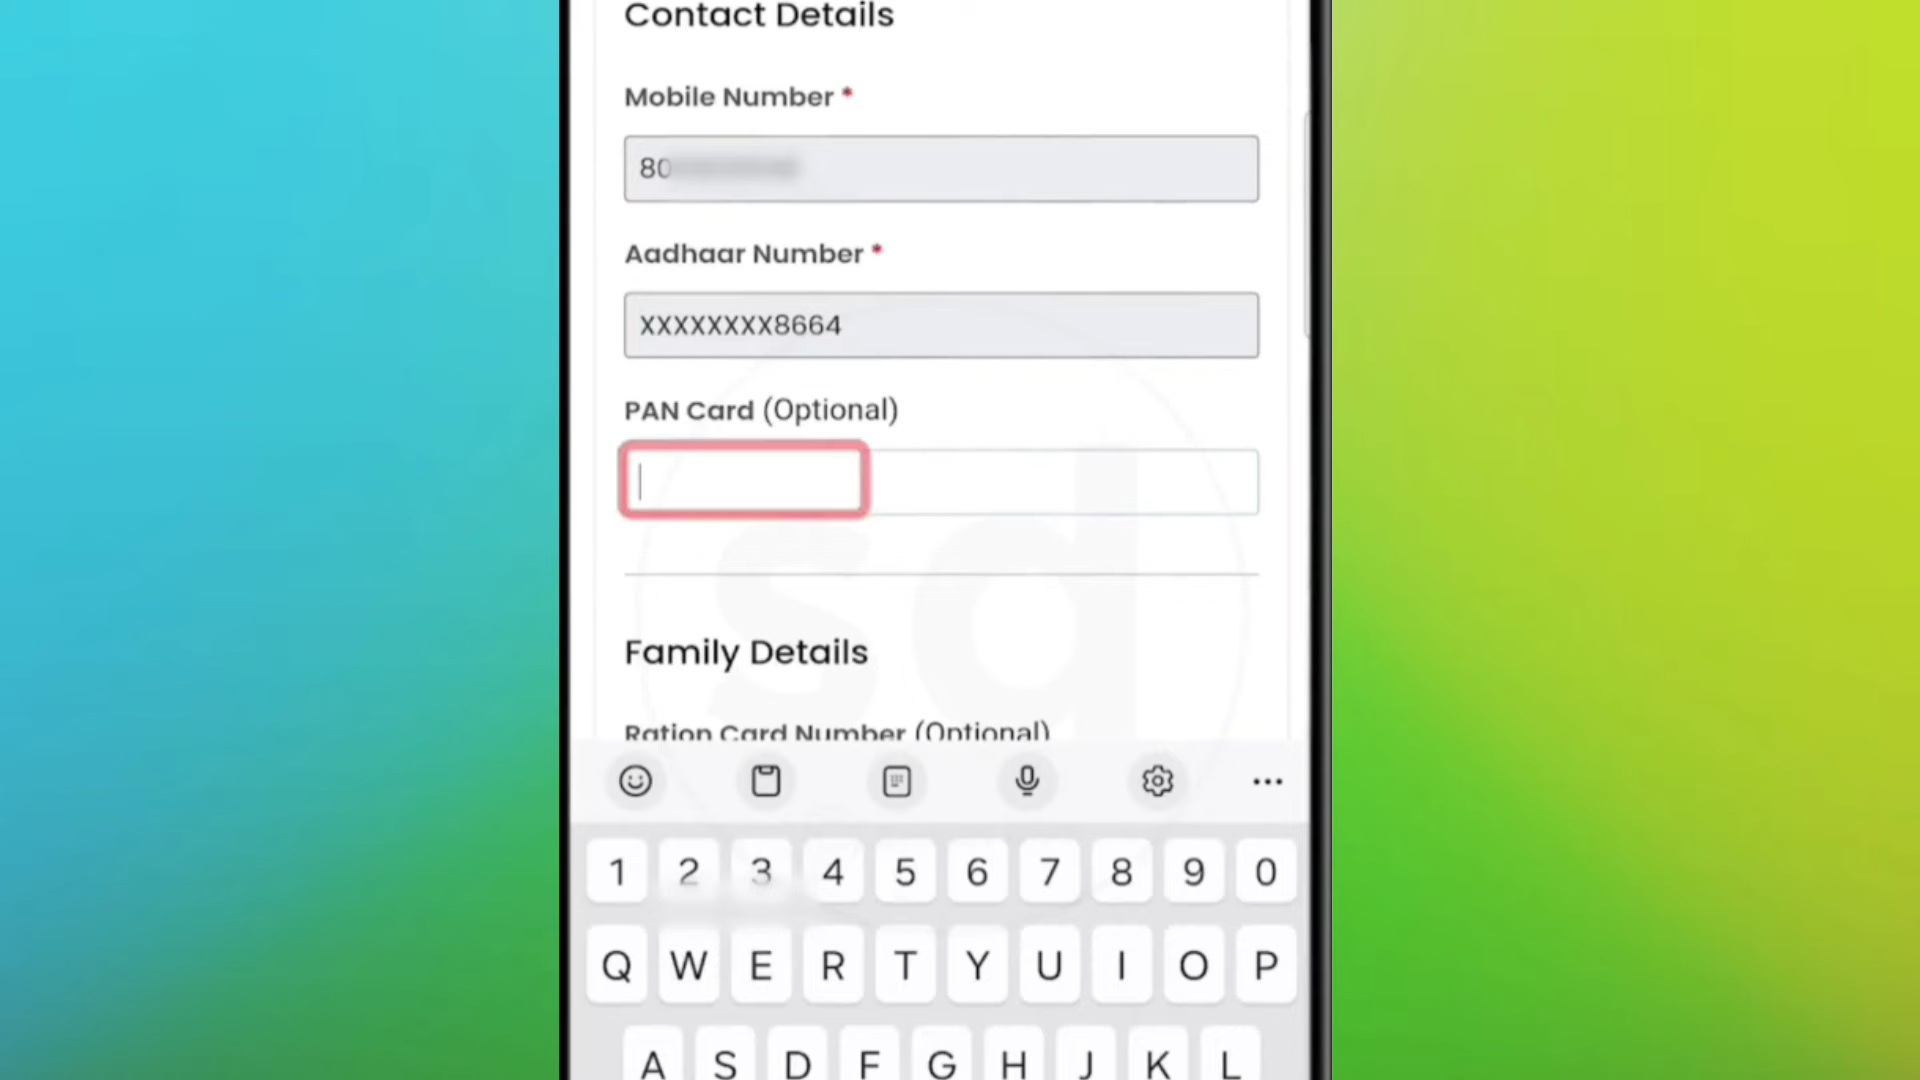 Contact Details
Mobile Number *
80
Aadhaar Number *
XXXXXXXX8664
PAN Card (Optional)
Family Details
Ration Card Number (Optional)
sd
1 2 3 4 5 6 7 8 9 0
Q W E R T Y U I O P
A S D F G H J K L